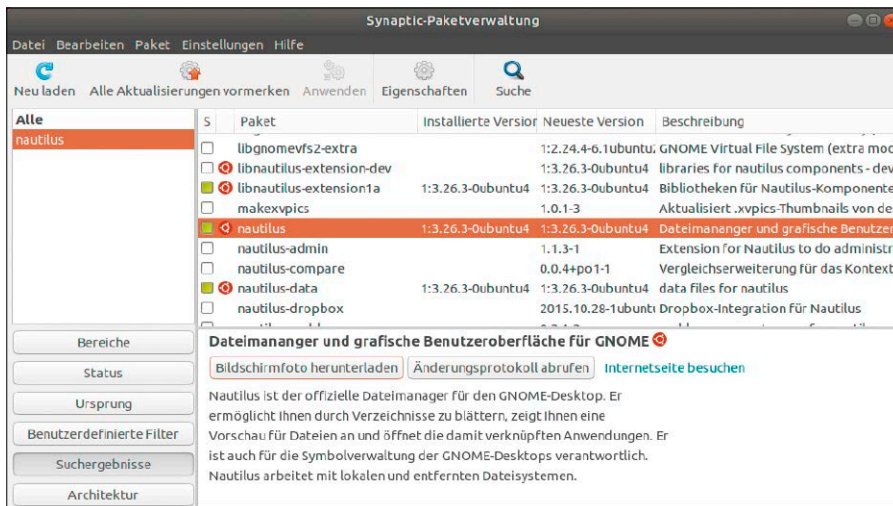 Synaptic-Paketverwaltung
Datei Bearbeiten Paket Einstellungen Hilfe
Neu laden Alle Aktualisierungen vormerken Anwenden Eigenschaften Suche
Alle
nautilus
S Paket Installierte Version Neueste Version Beschreibung
libgnomevfs2-extra 1:2.24.4-6.1ubuntu GNOME Virtual File System (extra mod
libnautilus-extension-dev 1:3.26.3-0ubuntu4 libraries for nautilus components - dev
libnautilus-extension1a 1:3.26.3-0ubuntu4 1:3.26.3-0ubuntu4 Bibliotheken für Nautilus-Komponente
makexvpics 1.0.1-3 Aktualisiert .xvpics-Thumbnails von de
nautilus 1:3.26.3-0ubuntu4 1:3.26.3-0ubuntu4 Dateimananger und grafische Benutzer
nautilus-admin 1.1.3-1 Extension for Nautilus to do administr
nautilus-compare 0.0.4+po1-1 Vergleichserweiterung für das Kontext
nautilus-data 1:3.26.3-0ubuntu4 1:3.26.3-0ubuntu4 data files for nautilus
nautilus-dropbox 2015.10.28-1ubuntu Dropbox-Integration für Nautilus
Bereiche
Status
Ursprung
Benutzerdefinierte Filter
Suchergebnisse
Architektur
Dateimananger und grafische Benutzeroberfläche für GNOME
Bildschirmfoto herunterladen Änderungsprotokoll abrufen Internetseite besuchen
Nautilus ist der offizielle Dateimanager für den GNOME-Desktop. Er
ermöglicht Ihnen durch Verzeichnisse zu blättern, zeigt Ihnen eine
Vorschau für Dateien an und öffnet die damit verknüpften Anwendungen. Er
ist auch für die Symbolverwaltung der GNOME-Desktops verantwortlich.
Nautilus arbeitet mit lokalen und entfernten Dateisystemen.